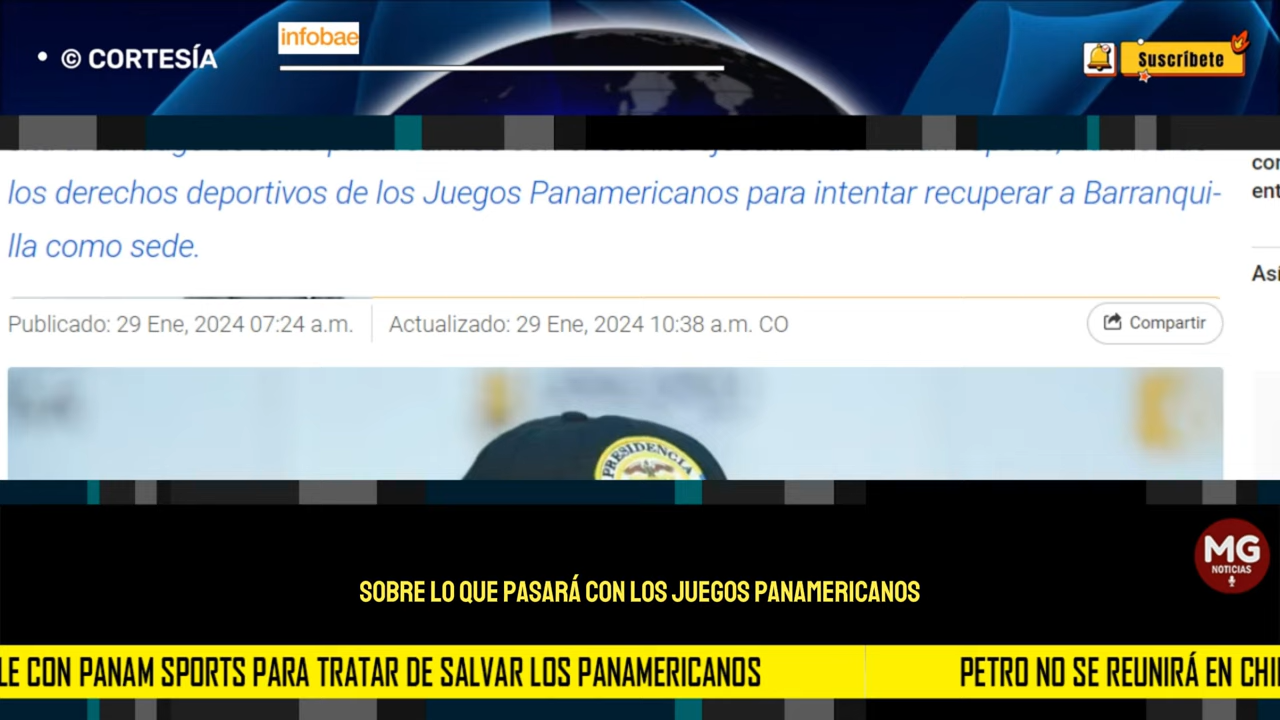 infobae
• © CORTESÍA
Suscríbete
los derechos deportivos de los Juegos Panamericanos para intentar recuperar a Barranqui-
lla como sede.
Publicado: 29 Ene, 2024 07:24 a.m.
Actualizado: 29 Ene, 2024 10:38 a.m. CO
Compartir
PRESIDENCIA
MG
NOTICIAS
SOBRE LO QUE PASARÁ CON LOS JUEGOS PANAMERICANOS
LE CON PANAM SPORTS PARA TRATAR DE SALVAR LOS PANAMERICANOS
PETRO NO SE REUNIRÁ EN CHI